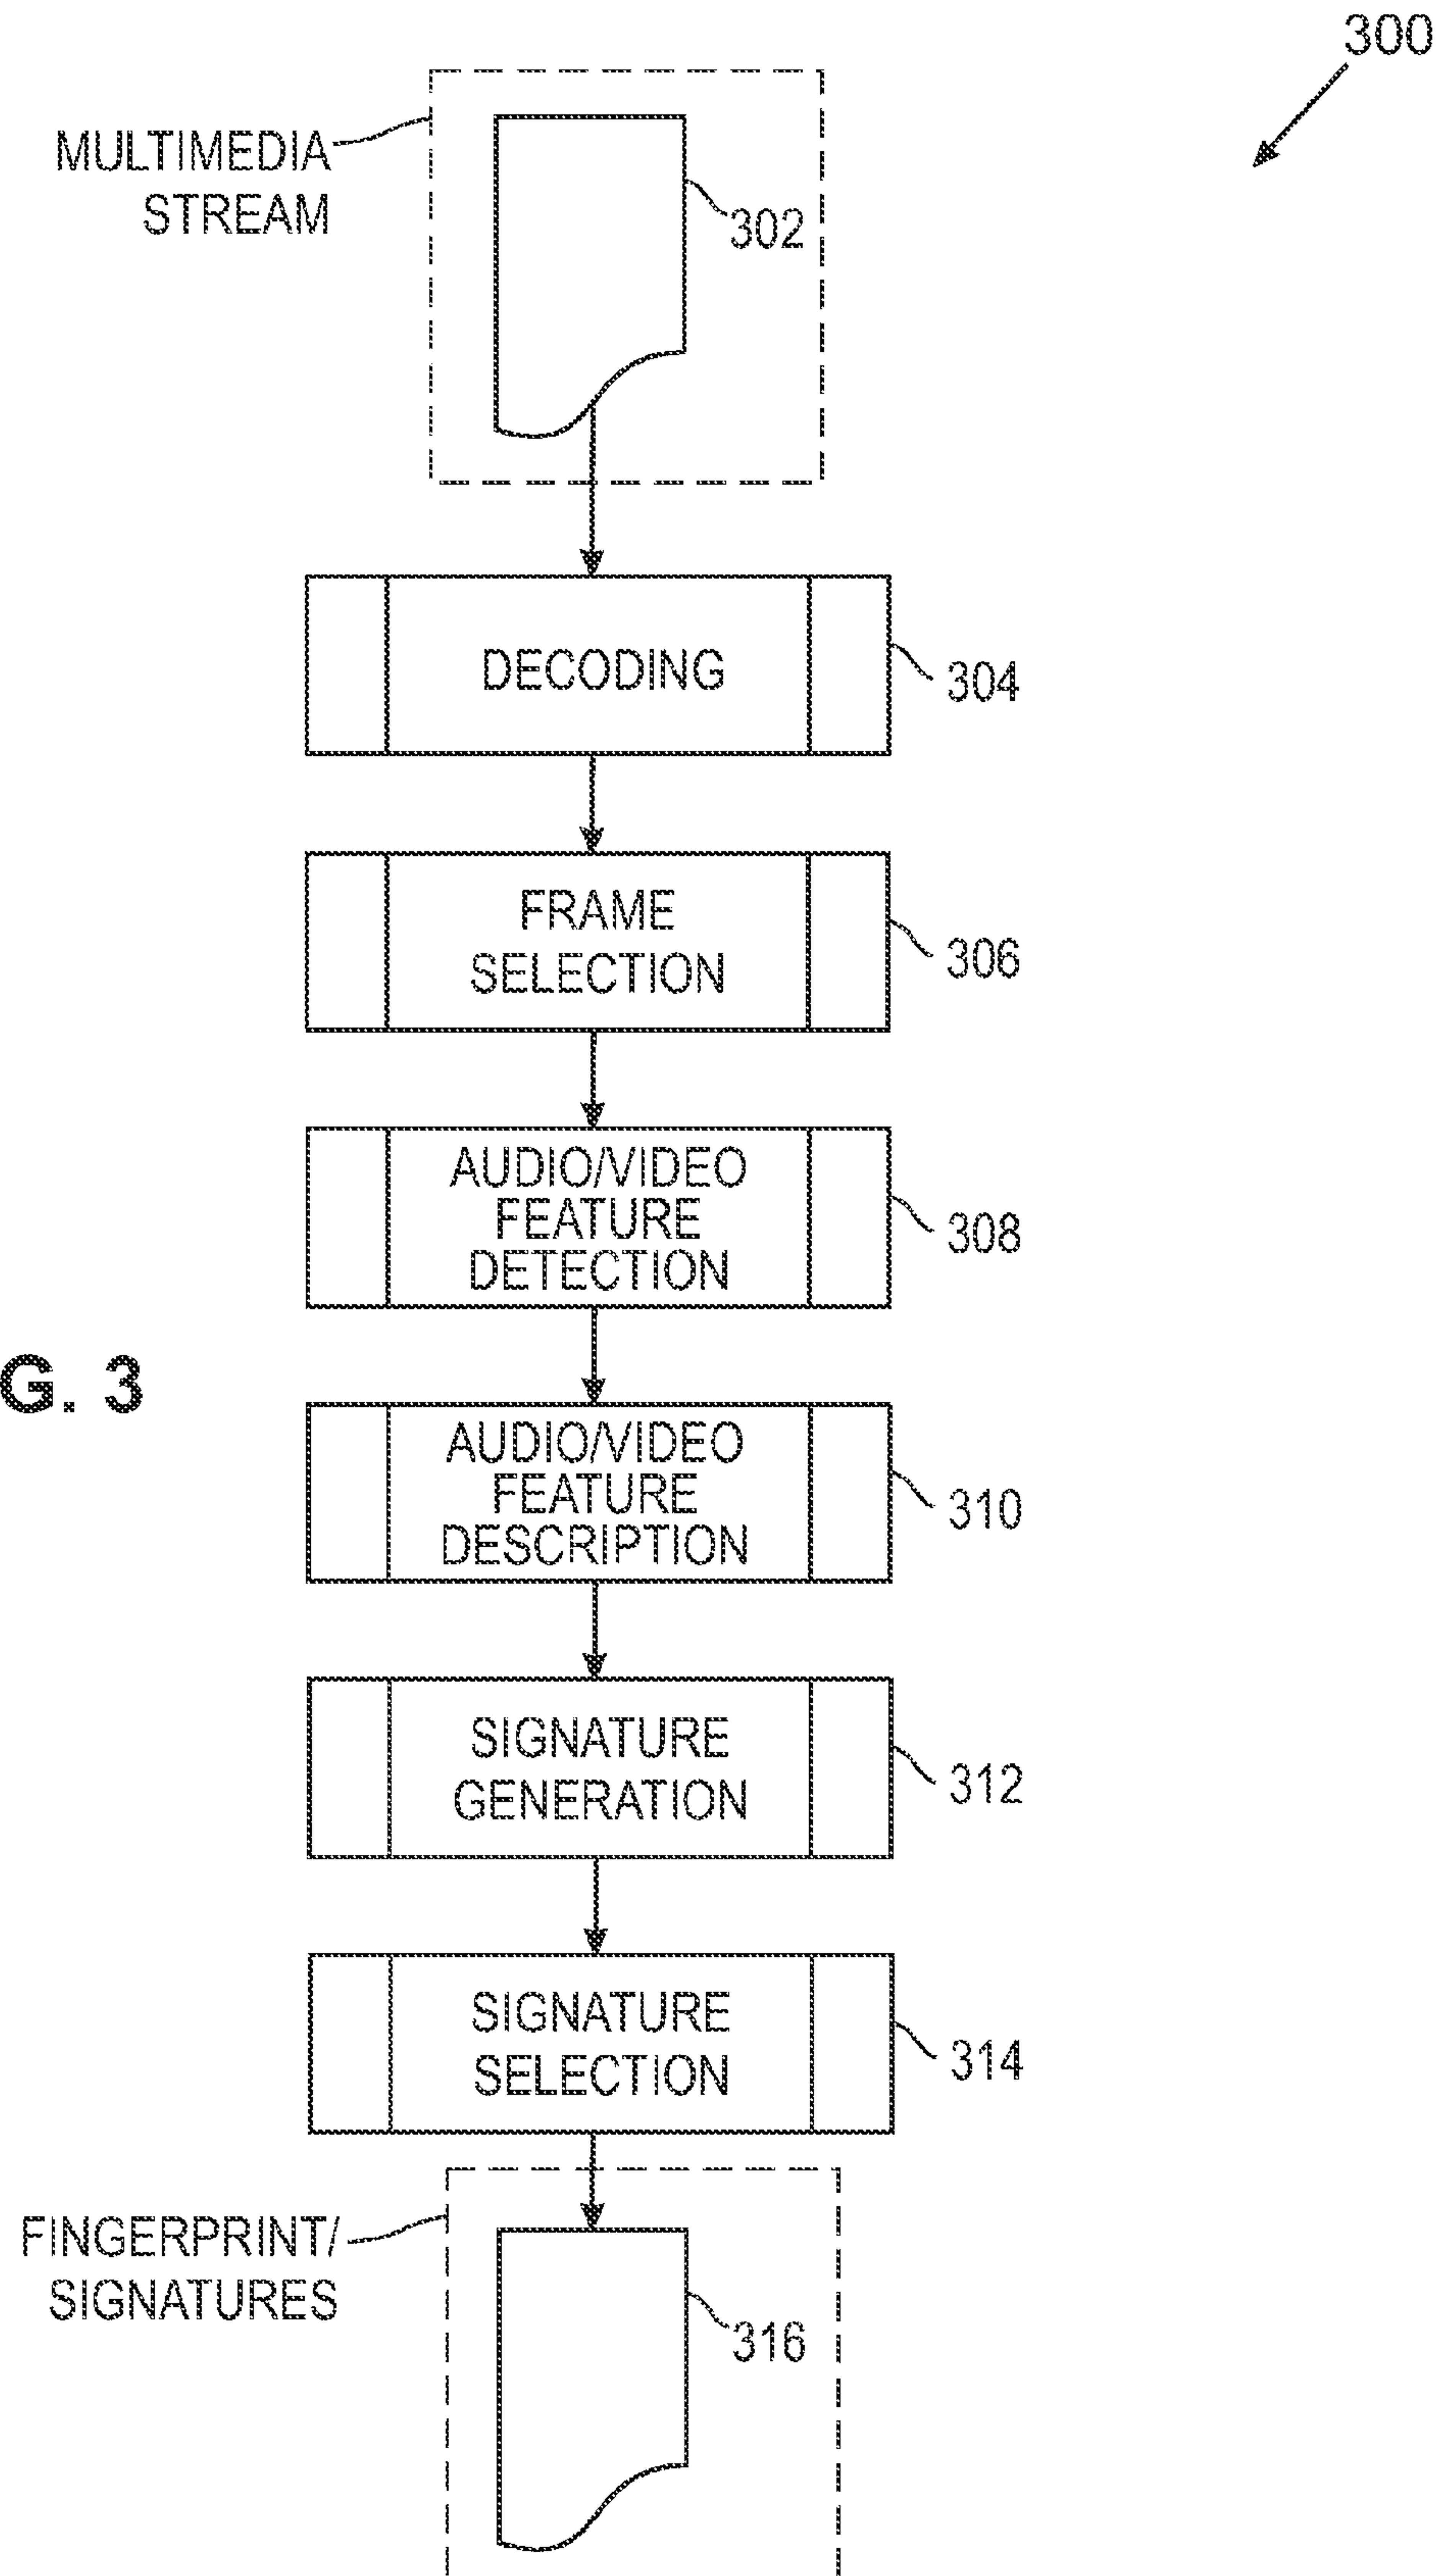 300
MULTIMEDIA
STREAM
302
DECODING
304
FRAME
SELECTION
306
AUDIO/VIDEO
FEATURE
DETECTION
308
G. 3
AUDIO/VIDEO
FEATURE
DESCRIPTION
310
SIGNATURE
GENERATION
312
SIGNATURE
SELECTION
314
FINGERPRINT/
SIGNATURES
316